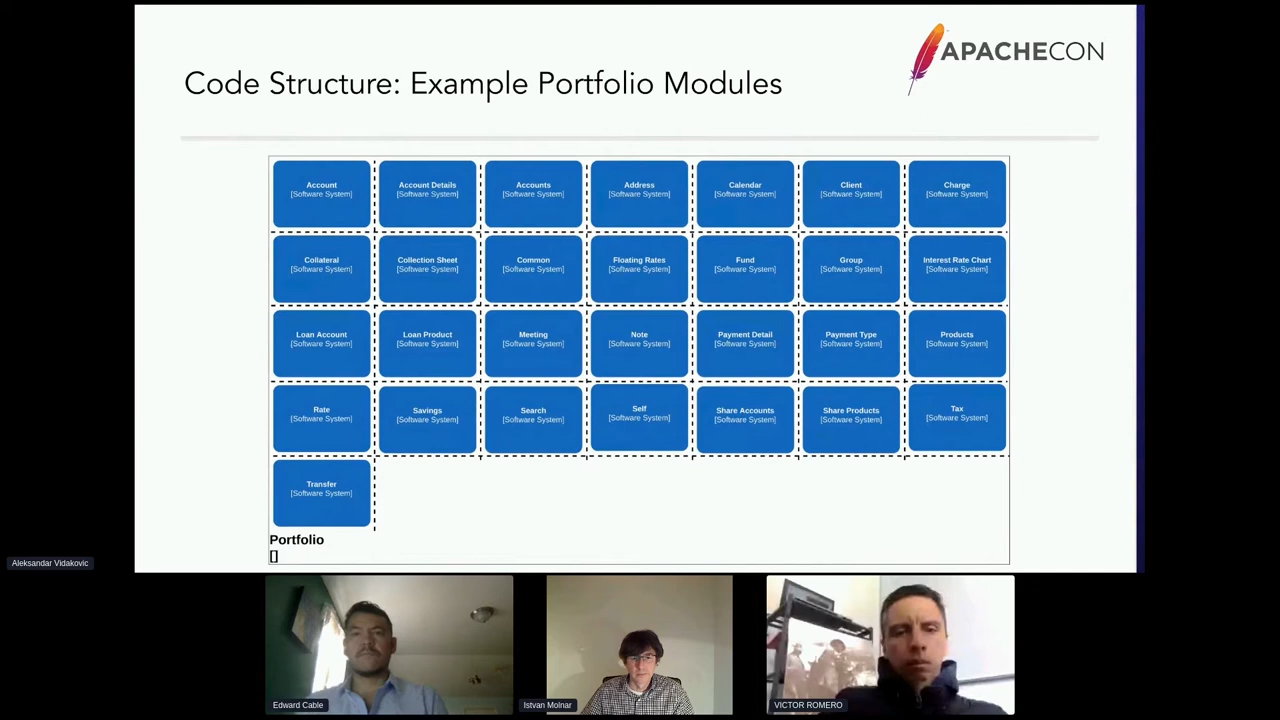 APACHECON
Code Structure: Example Portfolio Modules
Account
[Software System]
Account Details
[Software System]
Accounts
[Software System]
Address
[Software System]
Calendar
[Software System]
Client
[Software System]
Charge
[Software System]
Collateral
[Software System]
Collection Sheet
[Software System]
Common
[Software System]
Floating Rates
[Software System]
Fund
[Software System]
Group
[Software System]
Interest Rate Chart
[Software System]
Loan Account
[Software System]
Loan Product
[Software System]
Meeting
[Software System]
Note
[Software System]
Payment Detail
[Software System]
Payment Type
[Software System]
Products
[Software System]
Rate
[Software System]
Savings
[Software System]
Search
[Software System]
Self
[Software System]
Share Accounts
[Software System]
Share Products
[Software System]
Tax
[Software System]
Transfer
[Software System]
Portfolio
[]
Aleksandar Vidakovic
Edward Cable
Istvan Molnar
VICTOR ROMERO